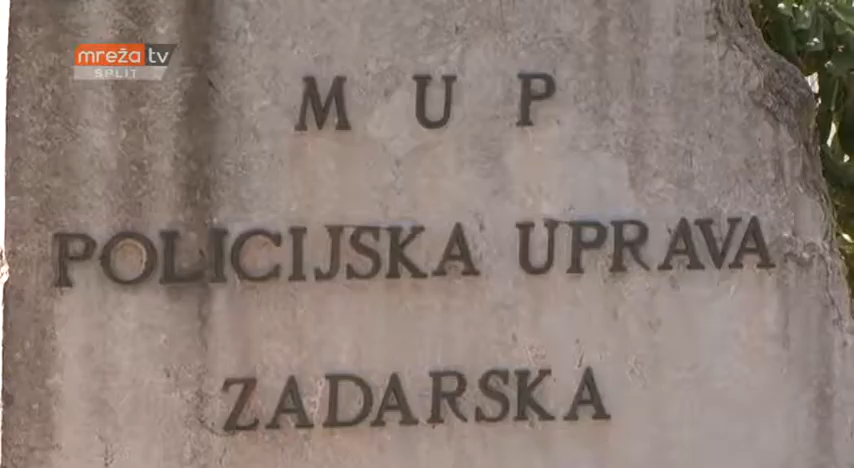 mreža tv
SPLIT
MUP
POLICIJSKA UPRAVA
ZADARSKA